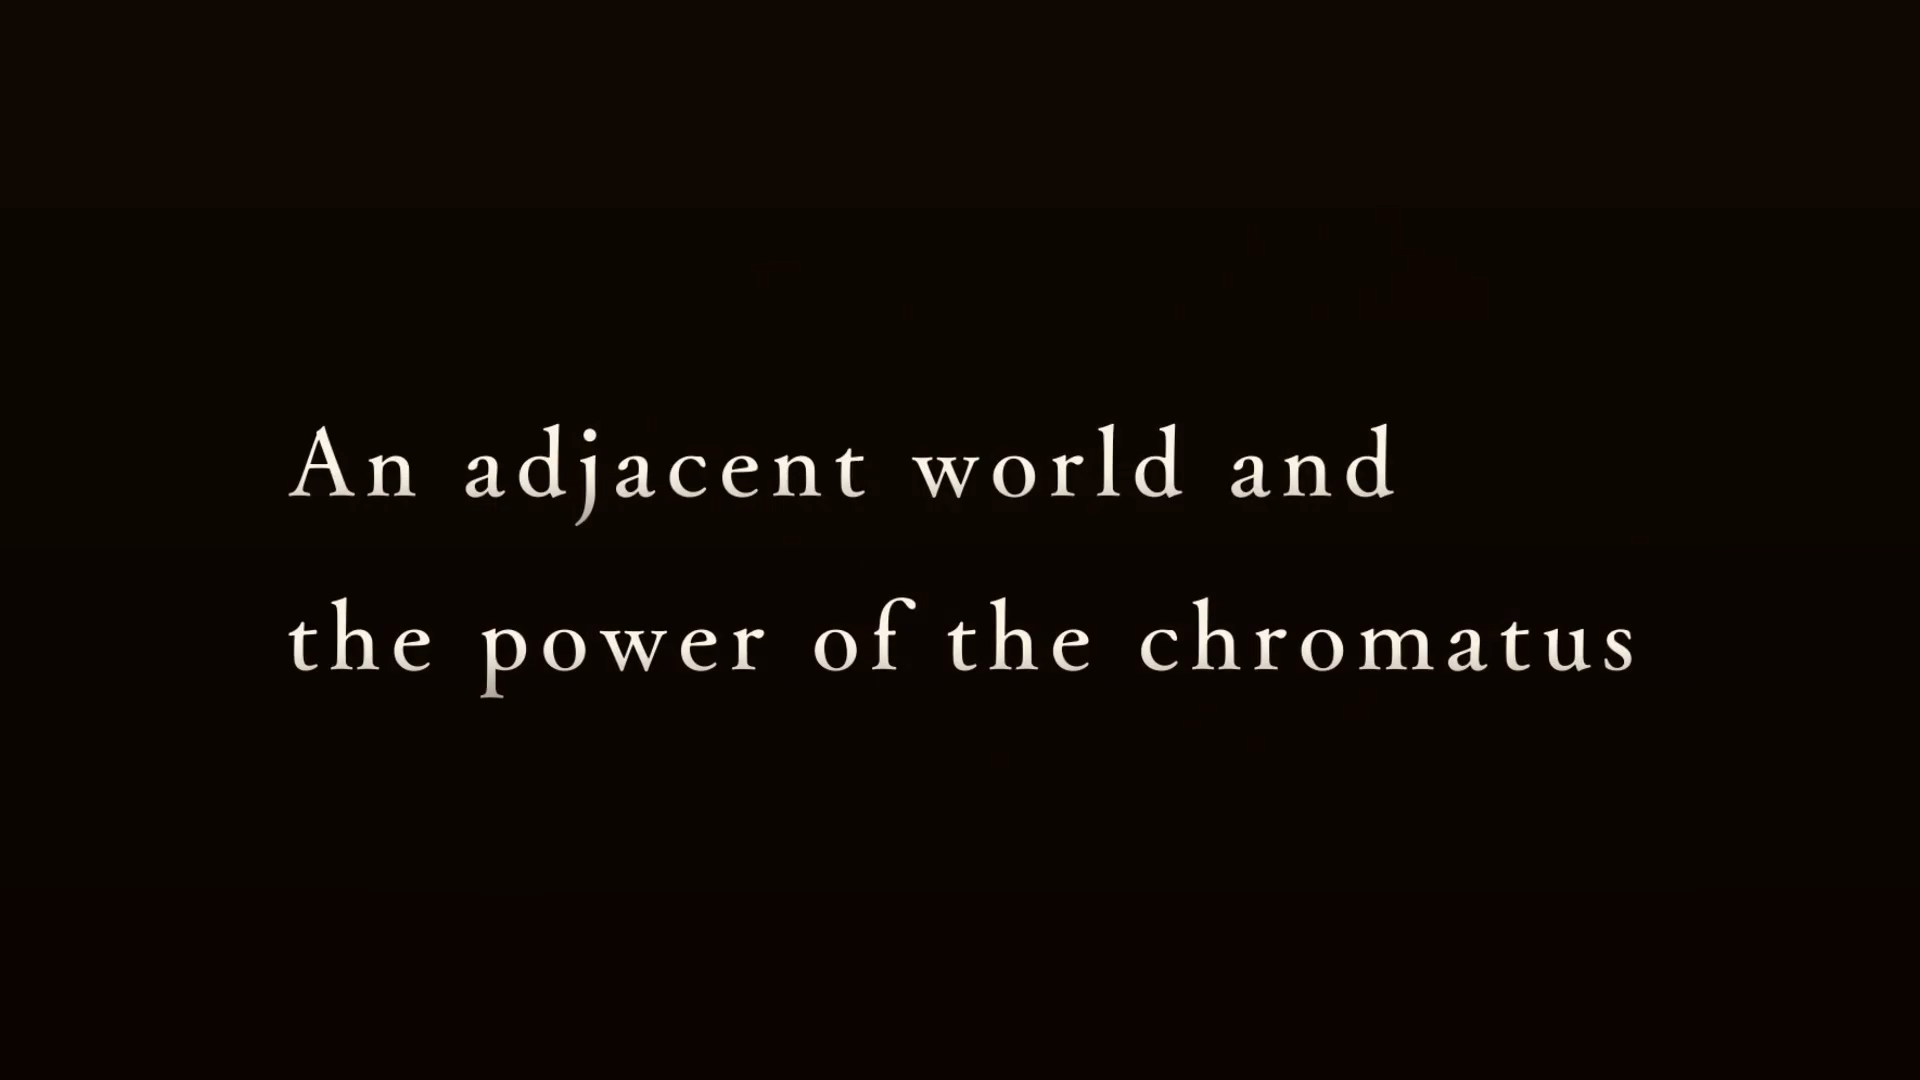 An adjacent world and
the power of the chromatus